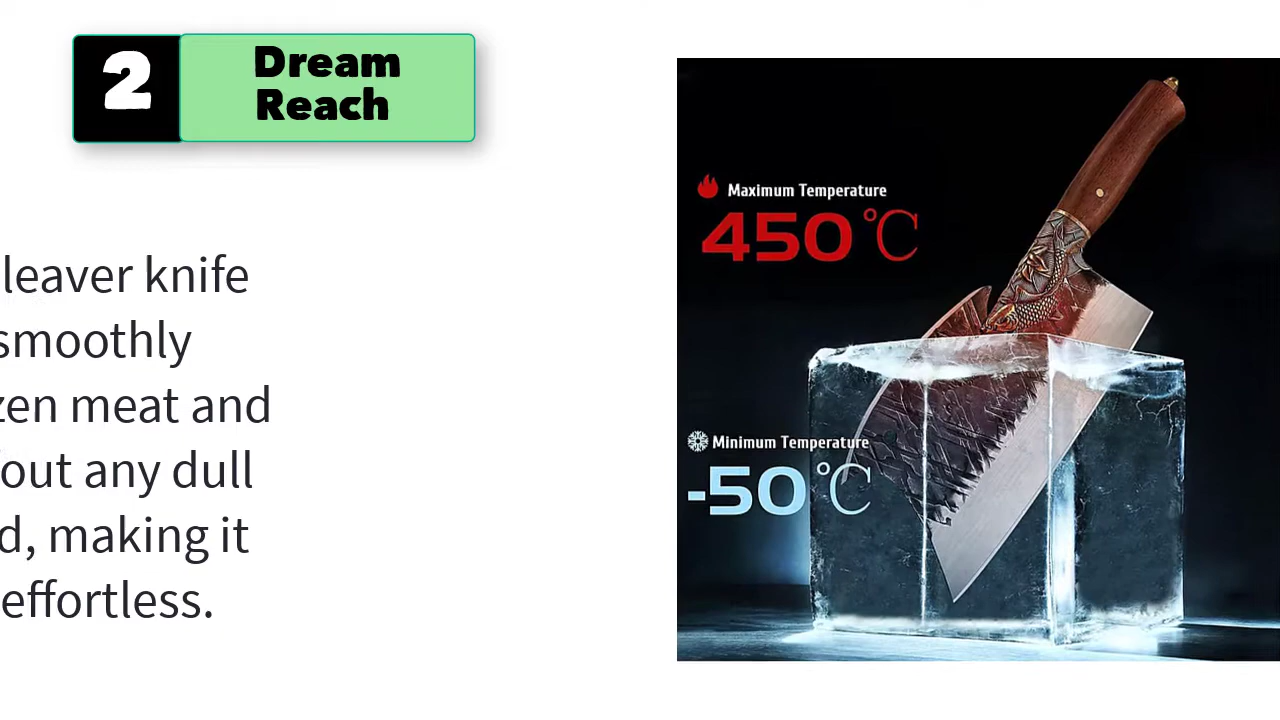 2
Dream
Reach
leaver knife
smoothly
zen meat and
out any dull
d, making it
effortless.
Maximum Temperature
450°C
Minimum Temperature
-50°C